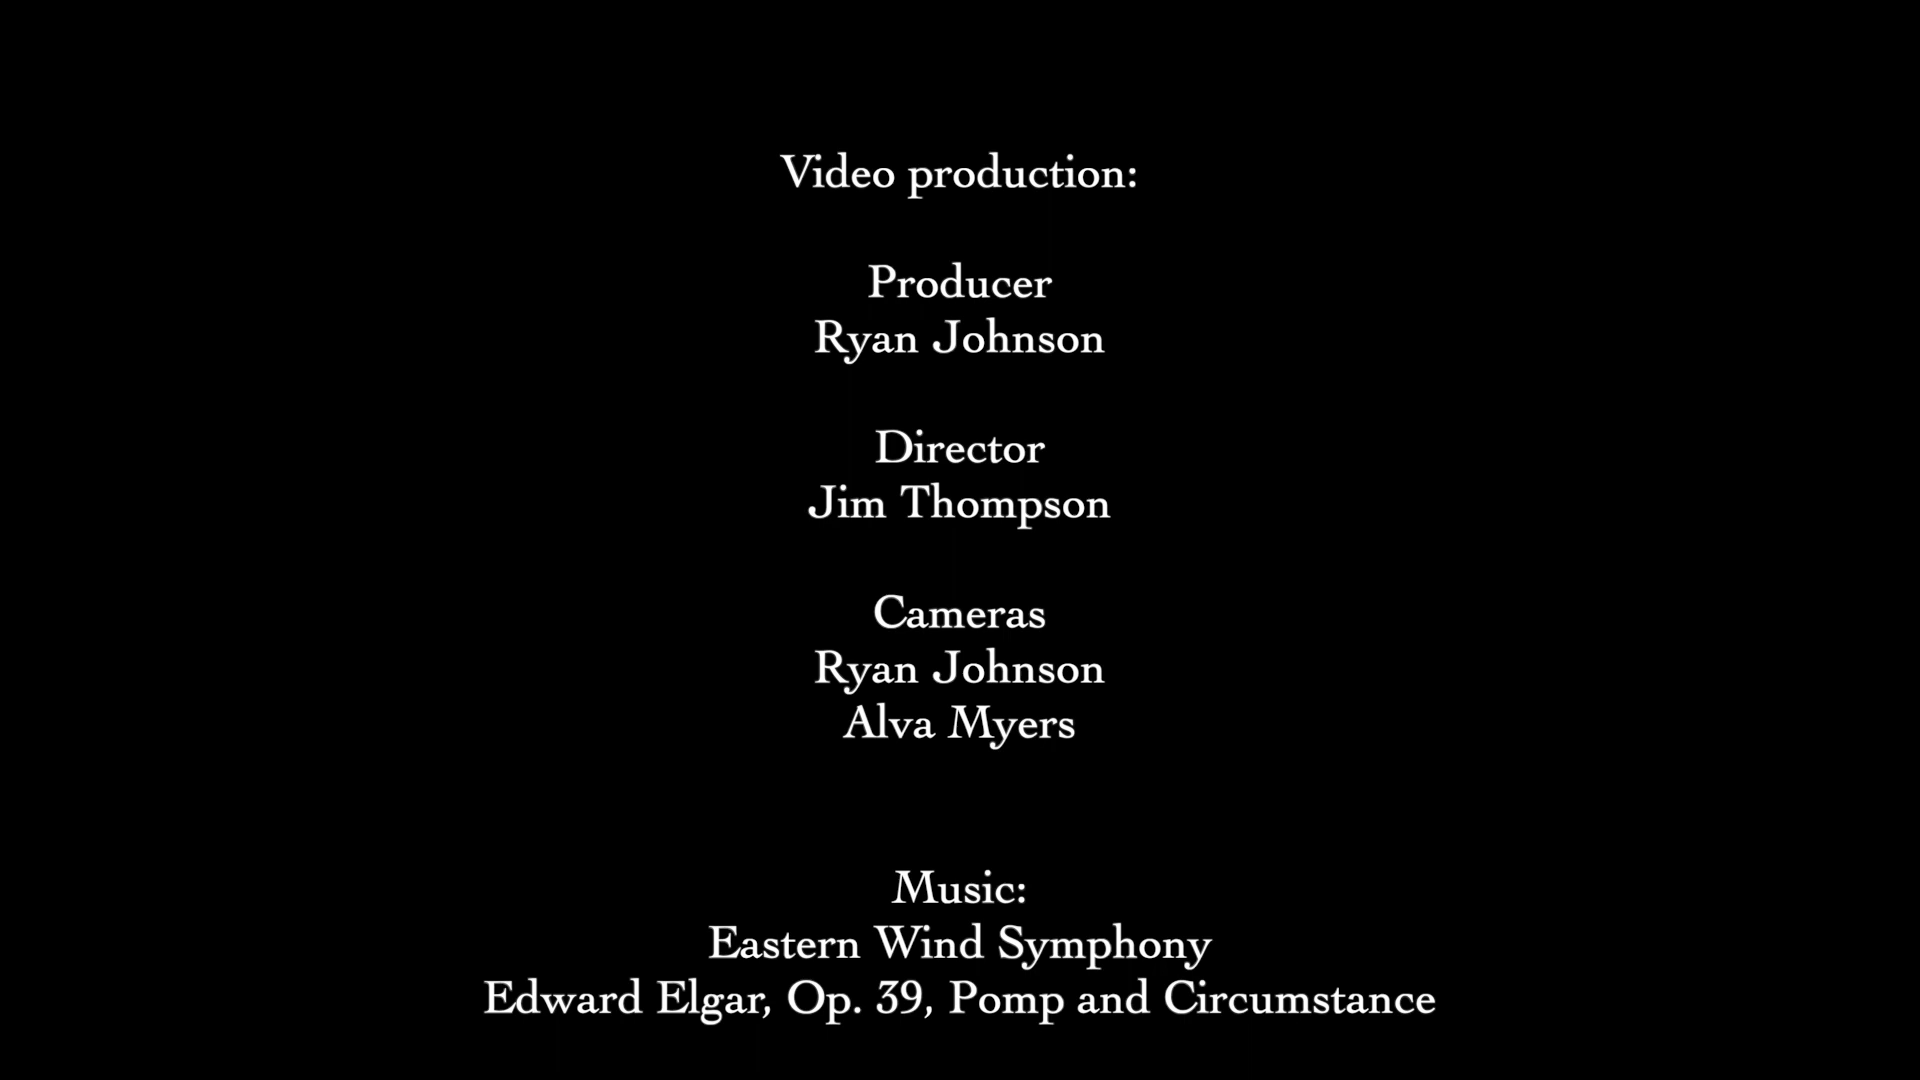 Video production:
Producer
Ryan Johnson
Director
Jim Thompson
Cameras
Ryan Johnson
Alva Myers
Music:
Eastern Wind Symphony
Edward Elgar, Op. 39, Pomp and Circumstance